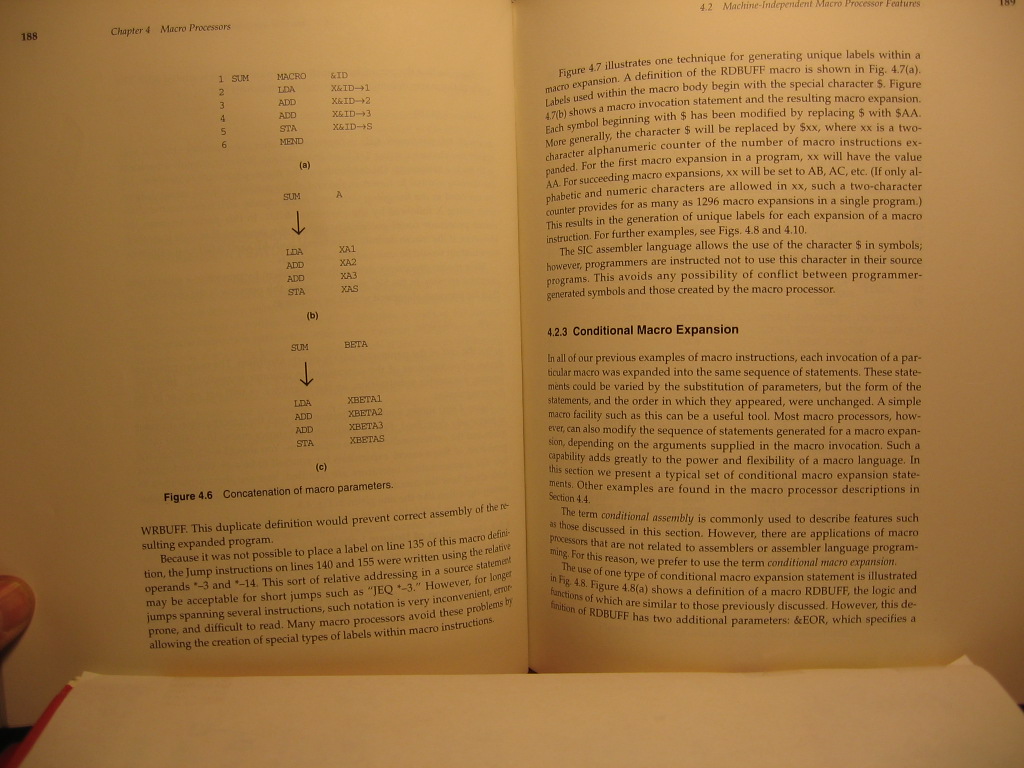 188
Chapter 4 Macro Processors
1 SUM MACRO &ID
2 LDA X&ID→1
3 ADD X&ID→2
4 ADD X&ID→3
5 STA X&ID→S
6 MEND
(a)
SUM A
↓
LDA XA1
ADD XA2
ADD XA3
STA XAS
(b)
SUM BETA
↓
LDA XBETA1
ADD XBETA2
ADD XBETA3
STA XBETAS
(c)
Figure 4.6 Concatenation of macro parameters.
WRBUFF. This duplicate definition would prevent correct assembly of the re-
sulting expanded program.
Because it was not possible to place a label on line 135 of this macro defini-
tion, the Jump instructions on lines 140 and 155 were written using the relative
operands *–3 and *–14. This sort of relative addressing in a source statement
may be acceptable for short jumps such as "JEQ *–3." However, for longer
jumps spanning several instructions, such notation is very inconvenient, error-
prone, and difficult to read. Many macro processors avoid these problems by
allowing the creation of special types of labels within macro instructions.
4.2 Machine-Independent Macro Processor Features
189
Figure 4.7 illustrates one technique for generating unique labels within a
macro expansion. A definition of the RDBUFF macro is shown in Fig. 4.7(a).
Labels used within the macro body begin with the special character $. Figure
4.7(b) shows a macro invocation statement and the resulting macro expansion.
Each symbol beginning with $ has been modified by replacing $ with $AA.
More generally, the character $ will be replaced by $xx, where xx is a two-
character alphanumeric counter of the number of macro instructions ex-
panded. For the first macro expansion in a program, xx will have the value
AA. For succeeding macro expansions, xx will be set to AB, AC, etc. (If only al-
phabetic and numeric characters are allowed in xx, such a two-character
counter provides for as many as 1296 macro expansions in a single program.)
This results in the generation of unique labels for each expansion of a macro
instruction. For further examples, see Figs. 4.8 and 4.10.
The SIC assembler language allows the use of the character $ in symbols;
however, programmers are instructed not to use this character in their source
programs. This avoids any possibility of conflict between programmer-
generated symbols and those created by the macro processor.
4.2.3 Conditional Macro Expansion
In all of our previous examples of macro instructions, each invocation of a par-
ticular macro was expanded into the same sequence of statements. These state-
ments could be varied by the substitution of parameters, but the form of the
statements, and the order in which they appeared, were unchanged. A simple
macro facility such as this can be a useful tool. Most macro processors, how-
ever, can also modify the sequence of statements generated for a macro expan-
sion, depending on the arguments supplied in the macro invocation. Such a
capability adds greatly to the power and flexibility of a macro language. In
this section we present a typical set of conditional macro expansion state-
ments. Other examples are found in the macro processor descriptions in
Section 4.4.
The term conditional assembly is commonly used to describe features such
as those discussed in this section. However, there are applications of macro
processors that are not related to assemblers or assembler language program-
ming. For this reason, we prefer to use the term conditional macro expansion.
The use of one type of conditional macro expansion statement is illustrated
in Fig. 4.8. Figure 4.8(a) shows a definition of a macro RDBUFF, the logic and
functions of which are similar to those previously discussed. However, this de-
finition of RDBUFF has two additional parameters: &EOR, which specifies a